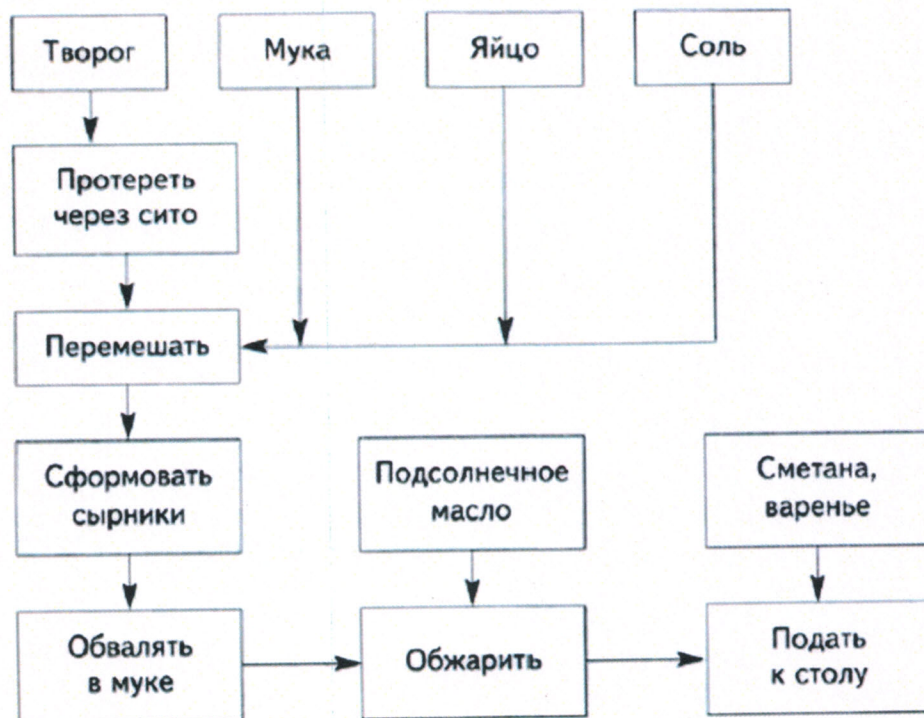 Творог
Мука
Яйцо
Соль
Протереть
через сито
Перемешать
Сформовать
сырники
Подсолнечное
масло
Сметана,
варенье
Обвалять
в муке
Обжарить
Подать
к столу